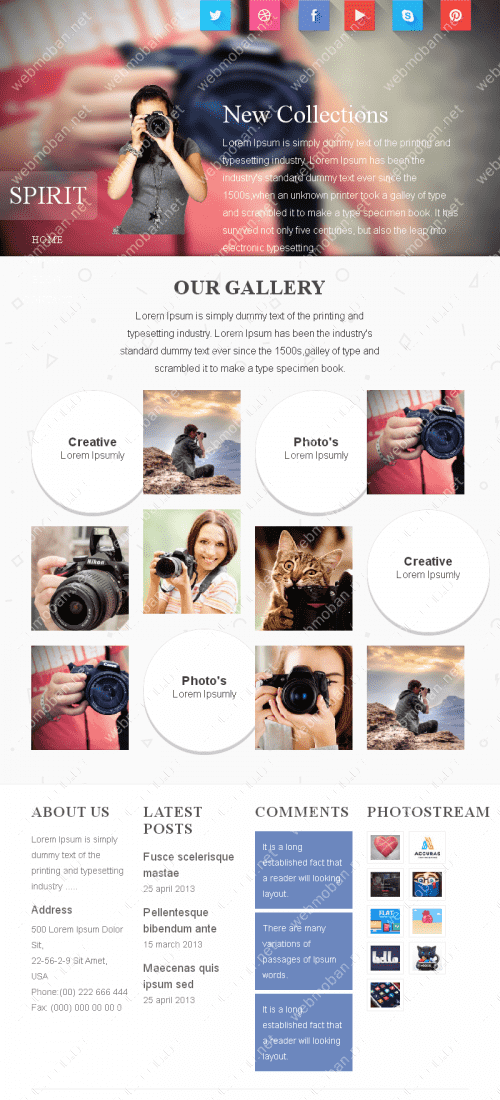 New Collections
Lorem Ipsum is simply dummy text of the printing and
typesetting industry. Lorem Ipsum has been the
industry's standard dummy text ever since the
1500s,when an unknown printer took a galley of type
and scrambled it to make a type specimen book. It has
survived not only five centuries, but also the leap into
electronic typesetting
SPIRIT
HOME
OUR GALLERY
Lorem Ipsum is simply dummy text of the printing and
typesetting industry. Lorem Ipsum has been the industry's
standard dummy text ever since the 1500s,galley of type and
scrambled it to make a type specimen book.
Creative
Lorem Ipsumly
Photo's
Lorem Ipsumly
Nikon
Creative
Lorem Ipsumly
Photo's
Lorem Ipsumly
ABOUT US
Lorem Ipsum is simply
dummy text of the
printing and typesetting
industry .....
Address
500 Lorem Ipsum Dolor
Sit,
22-56-2-9 Sit Amet,
USA
Phone:(00) 222 666 444
Fax: (000) 000 00 00 0
LATEST
POSTS
Fusce scelerisque
mastae
25 april 2013
Pellentesque
bibendum ante
15 march 2013
Maecenas quis
ipsum sed
25 april 2013
COMMENTS
It is a long
established fact that
a reader will looking
layout.
There are many
variations of
passages of Ipsum
words.
It is a long
established fact that
a reader will looking
layout.
PHOTOSTREAM
ACCURAS
FLAT
hello
webmoban.net